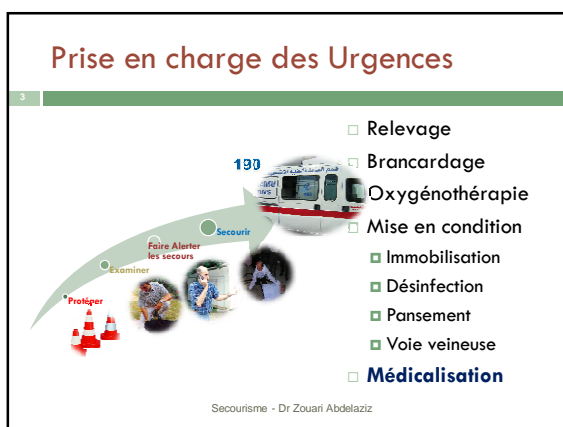 Prise en charge des Urgences
3
190
Secourir
Faire Alerter
les secours
Examiner
Protéger
Relevage
Brancardage
Oxygénothérapie
Mise en condition
Immobilisation
Désinfection
Pansement
Voie veineuse
Médicalisation
Secourisme - Dr Zouari Abdelaziz